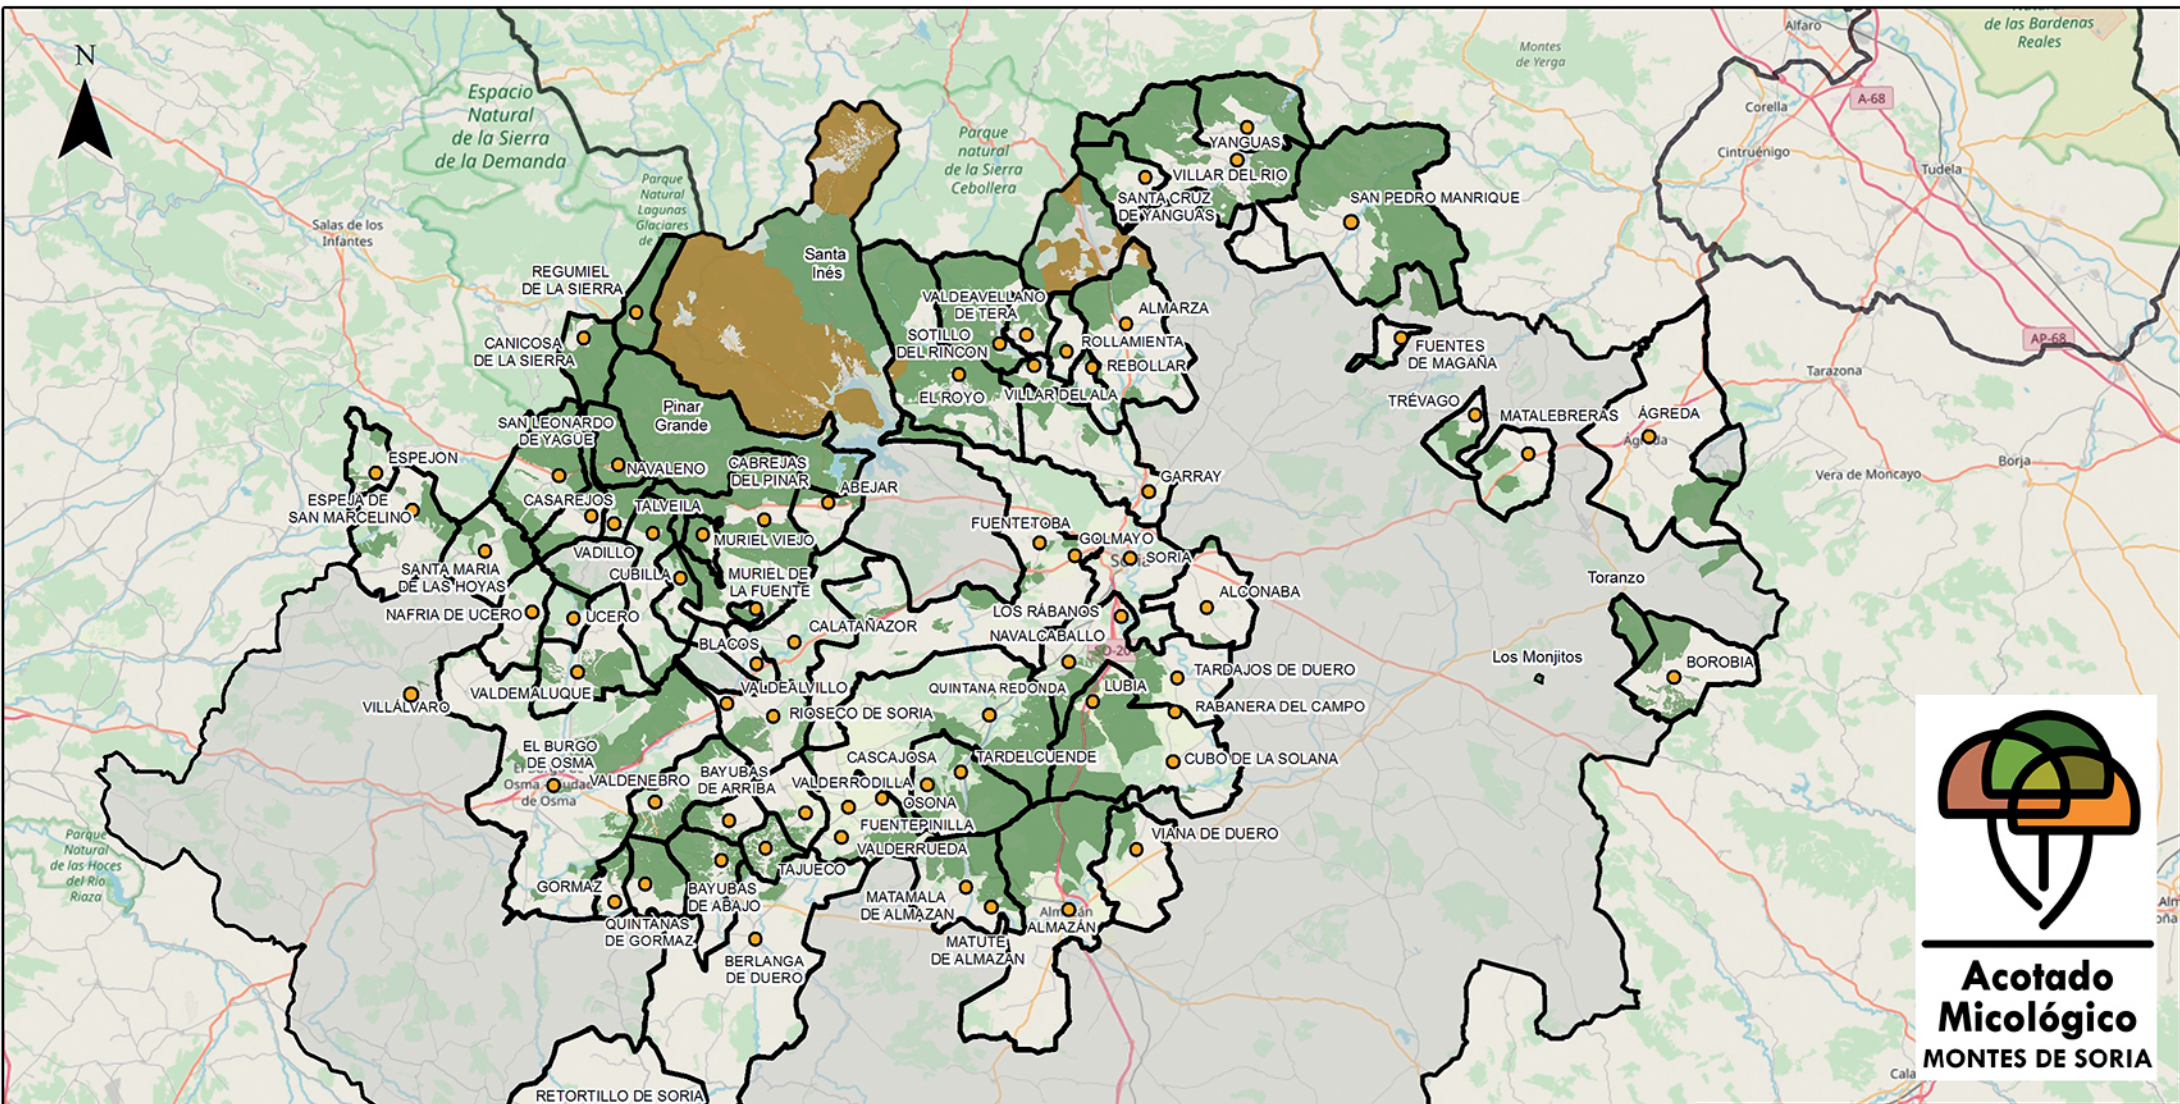 N
Espacio
Natural
de la Sierra
de la Demanda
Parque
Natural
Lagunas
Glaciares
de
Parque
natural
de la Sierra
Cebollera
Montes
de Yerga
Alfaro
de las Bardenas
Reales
A-68
Corella
Cintruénigo
Tudela
AP-68
Tarazona
Borja
Vera de Moncayo
Salas de los
Infantes
YANGUAS
VILLAR DEL RIO
SANTA CRUZ
DE YANGUAS
SAN PEDRO MANRIQUE
Santa
Inés
REGUMIEL
DE LA SIERRA
CANICOSA
DE LA SIERRA
VALDEAVELLANO
DE TERA
SOTILLO
DEL RINCON
ALMARZA
ROLLAMIENTA
REBOLLAR
EL ROYO
VILLAR DEL ALA
FUENTES
DE MAGAÑA
TRÉVAGO
MATALEBRERAS
ÁGREDA
Pinar
Grande
SAN LEONARDO
DE YAGÜE
NAVALENO
CABREJAS
DEL PINAR
ABEJAR
ESPEJON
ESPEJA DE
SAN MARCELINO
CASAREJOS
TALVEILA
GARRAY
FUENTETOBA
GOLMAYO
SORIA
VADILLO
MURIEL VIEJO
SANTA MARIA
DE LAS HOYAS
CUBILLA
MURIEL DE
LA FUENTE
ALCONABA
Toranzo
NAFRIA DE UCERO
UCERO
CALATAÑAZOR
LOS RÁBANOS
NAVALCABALLO
SO-20
BLACOS
Los Monjitos
BOROBIA
TARDAJOS DE DUERO
VALDEMALUQUE
VALDEALVILLO
QUINTANA REDONDA
LUBIA
VILLÁLVARO
RIOSECO DE SORIA
RABANERA DEL CAMPO
EL BURGO
DE OSMA
CASCAJOSA
TARDELCUENDE
CUBO DE LA SOLANA
VALDENEBRO
BAYUBAS
DE ARRIBA
VALDERRODILLA
OSONA
de Osma
FUENTEPINILLA
VALDERRUEDA
VIANA DE DUERO
TAJUECO
Parque
Natural
de las Hoces
del Río
Riaza
GORMAZ
BAYUBAS
DE ABAJO
MATAMALA
DE ALMAZAN
ALMAZÁN
QUINTANAS
DE GORMAZ
MATUTE
DE ALMAZÁN
BERLANGA
DE DUERO
RETORTILLO DE SORIA
Acotado
Micológico
MONTES DE SORIA